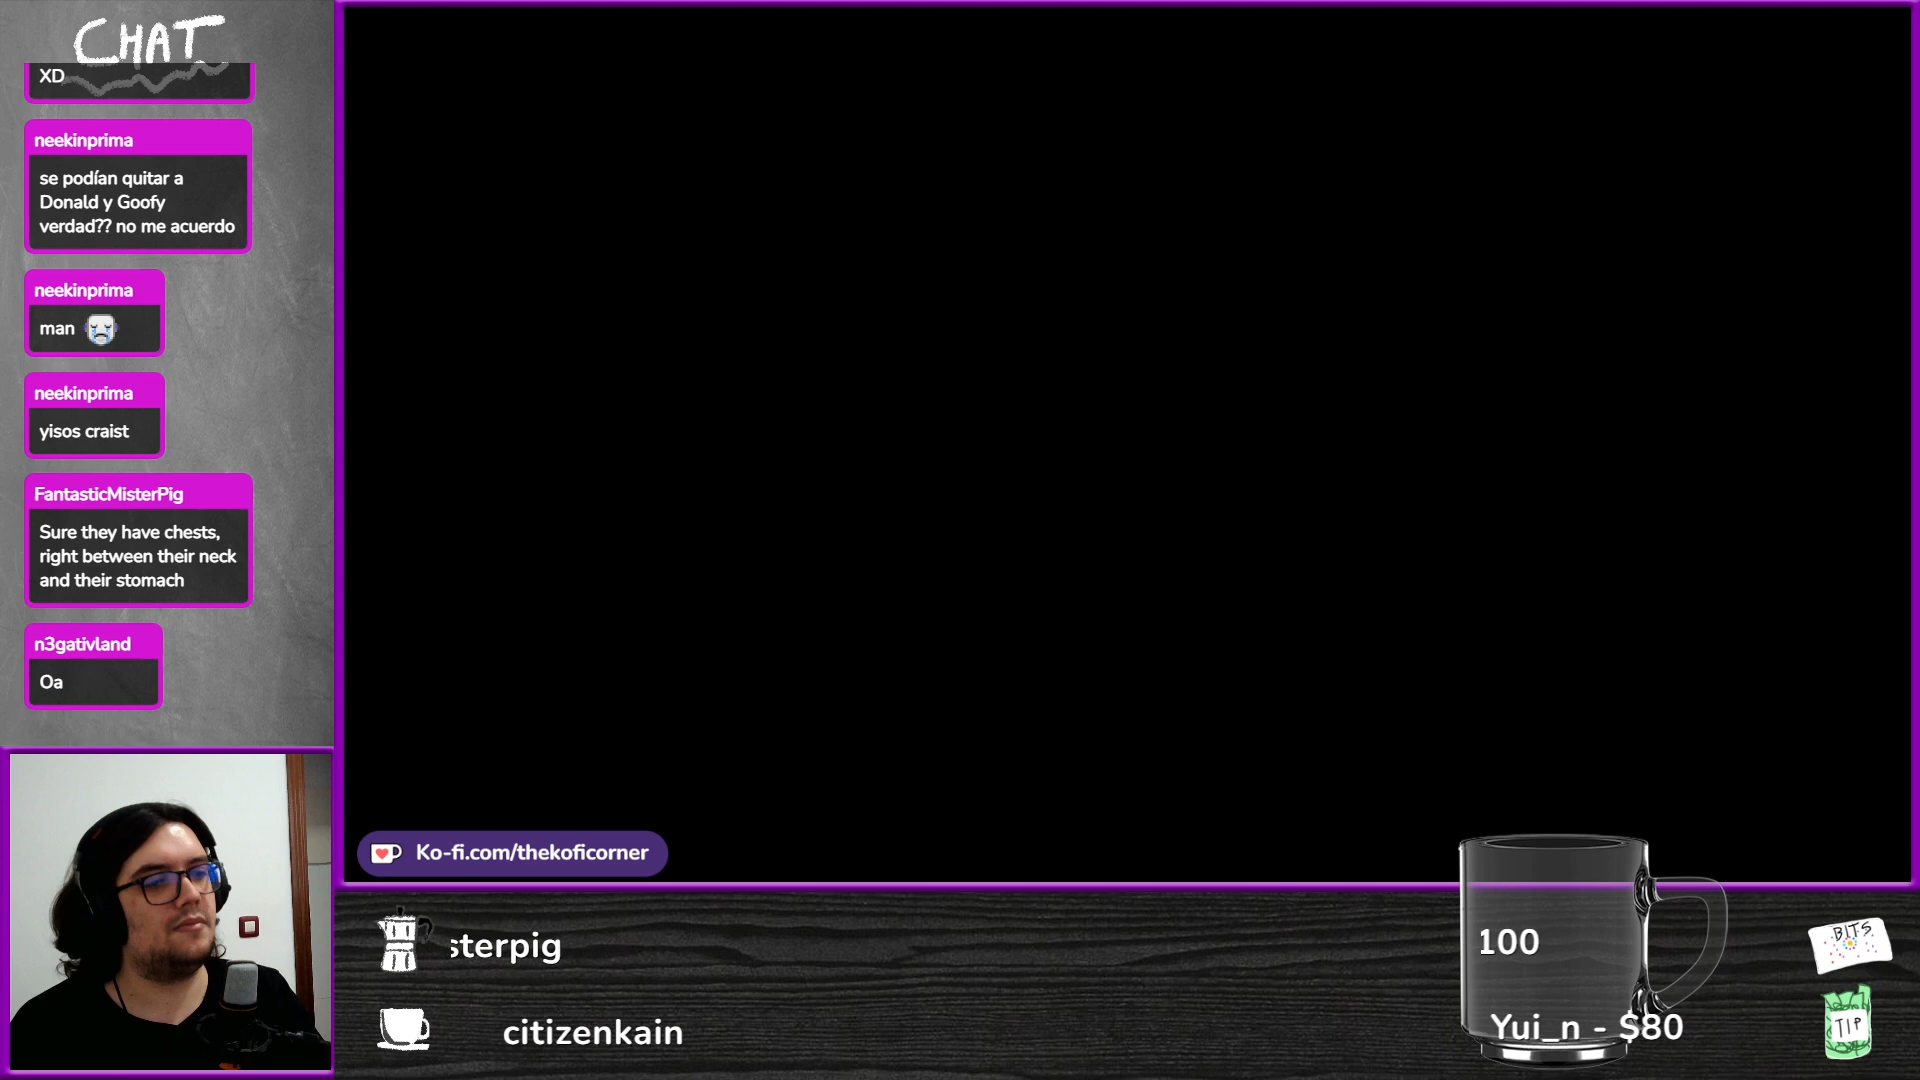 CHAT
XD
neekinprima
se podían quitar a
Donald y Goofy
verdad?? no me acuerdo
neekinprima
man
neekinprima
yisos craist
FantasticMisterPig
Sure they have chests,
right between their neck
and their stomach
n3gativland
Oa
Ko-fi.com/thekoficorner
sterpig
citizenkain
100
Yui_n - $80
BITS
TIP